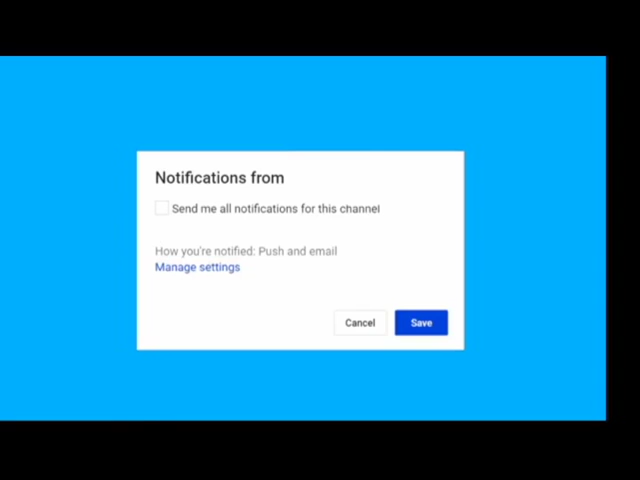 Notifications from
Send me all notifications for this channel
How you're notified: Push and email
Manage settings
Cancel
Save